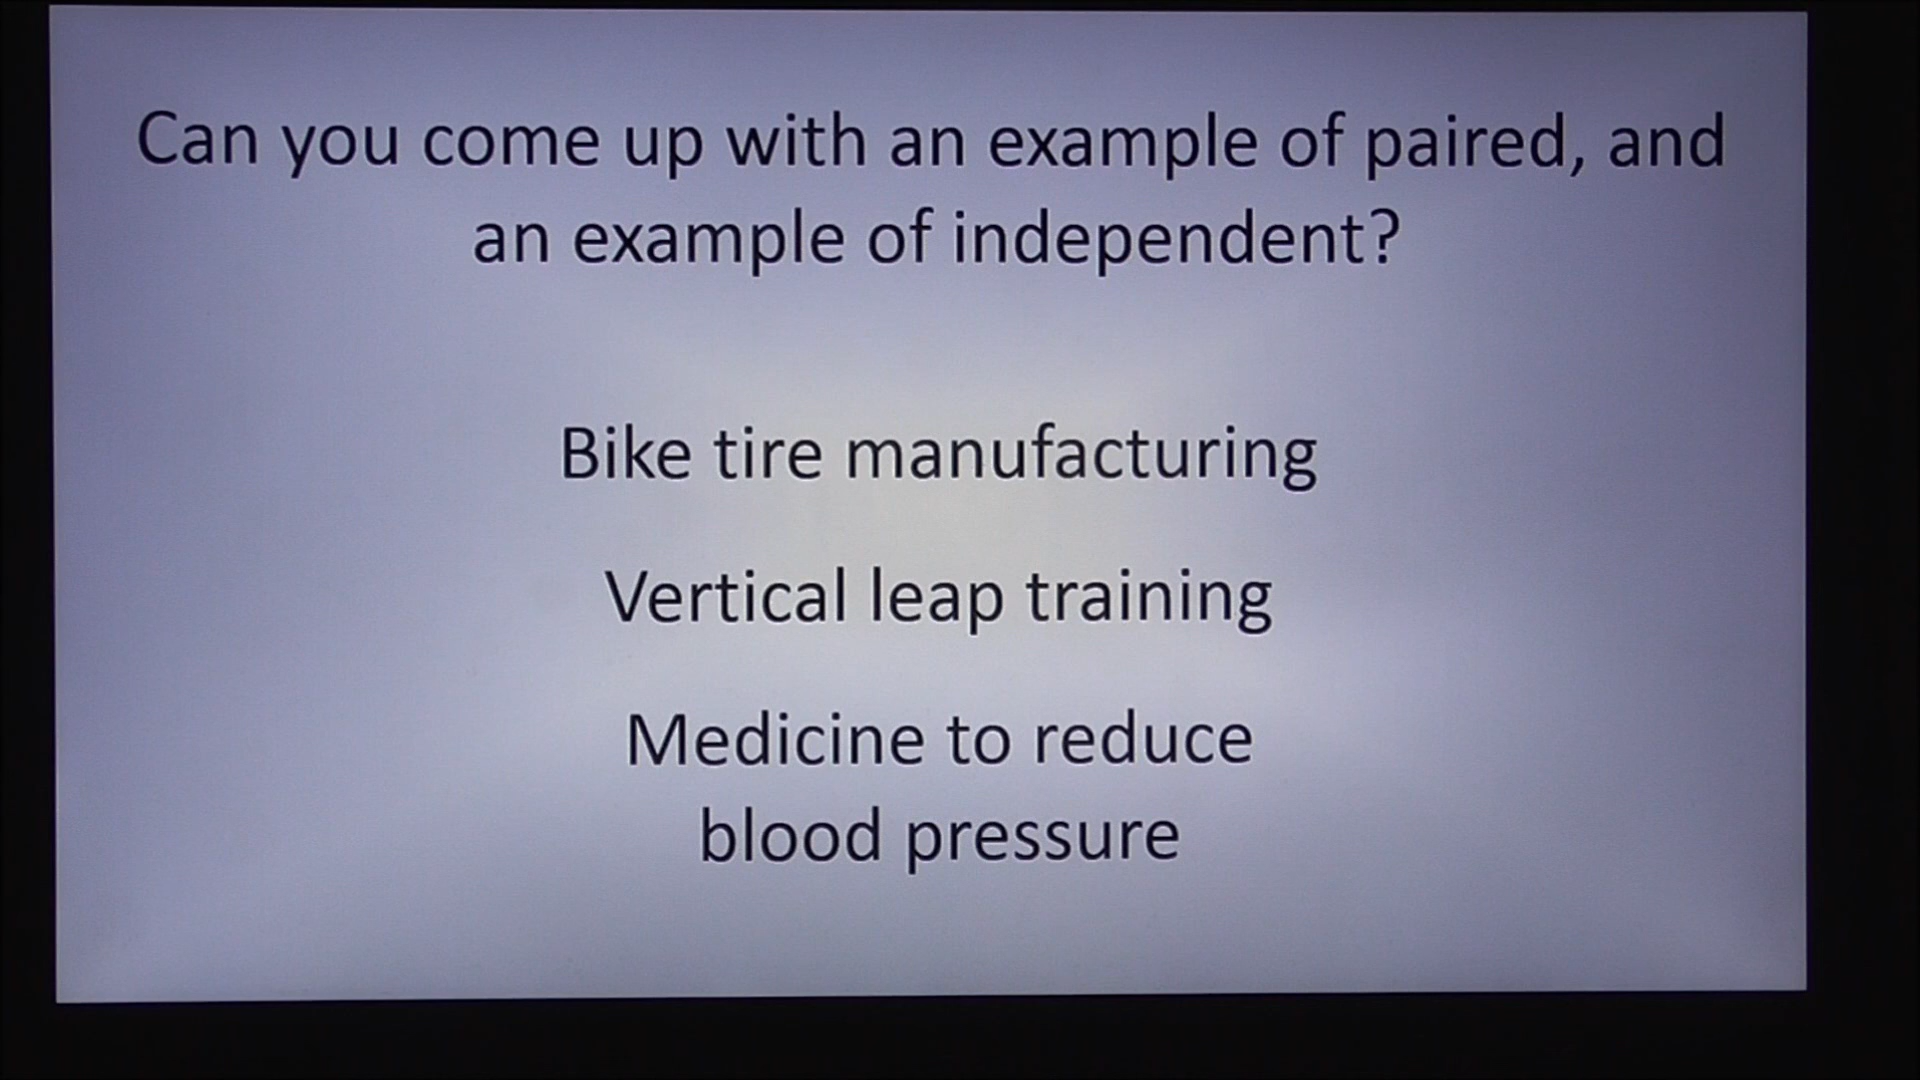 Can you come up with an example of paired, and
an example of independent?
Bike tire manufacturing
Vertical leap training
Medicine to reduce
blood pressure